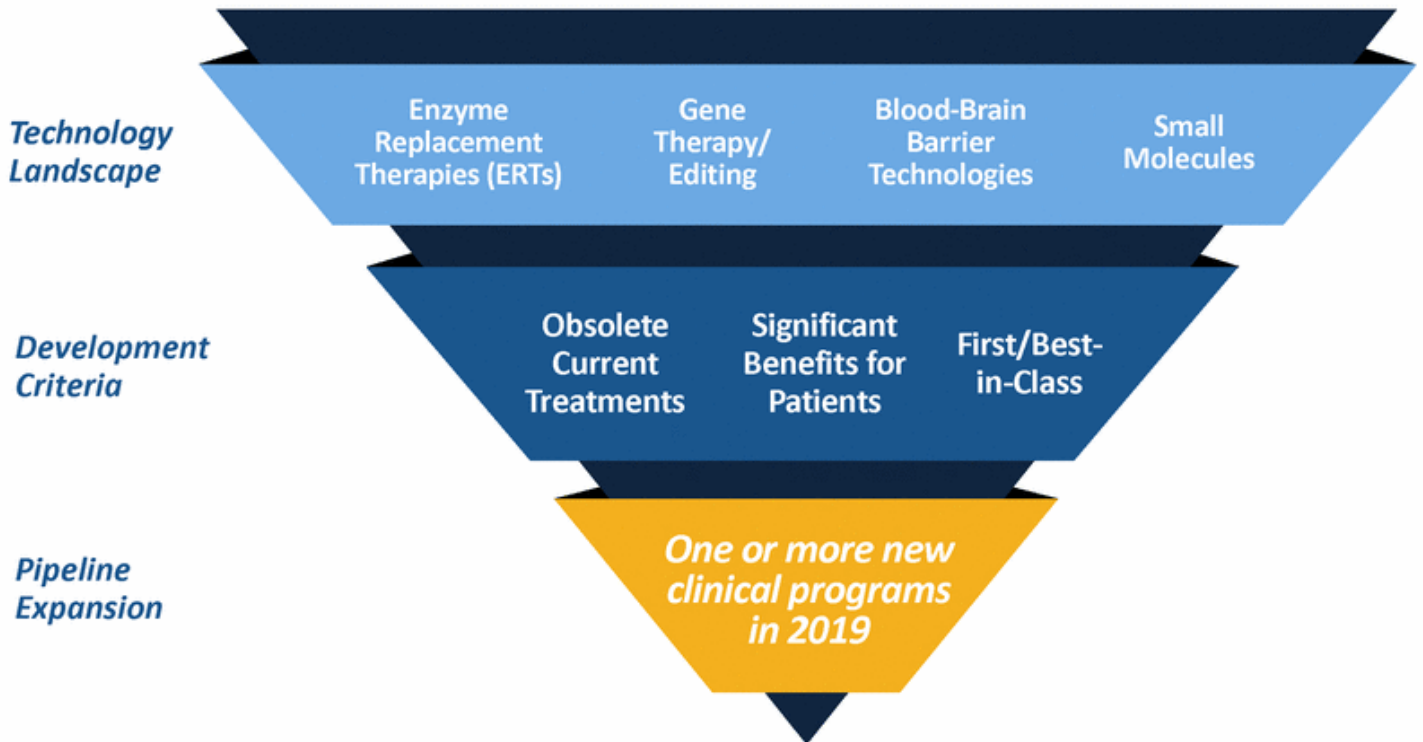 Technology
Landscape
Enzyme
Replacement
Therapies (ERTs)
Gene
Therapy/
Editing
Blood-Brain
Barrier
Technologies
Small
Molecules
Development
Criteria
Obsolete
Current
Treatments
Significant
Benefits for
Patients
First/Best-
in-Class
Pipeline
Expansion
One or more new
clinical programs
in 2019